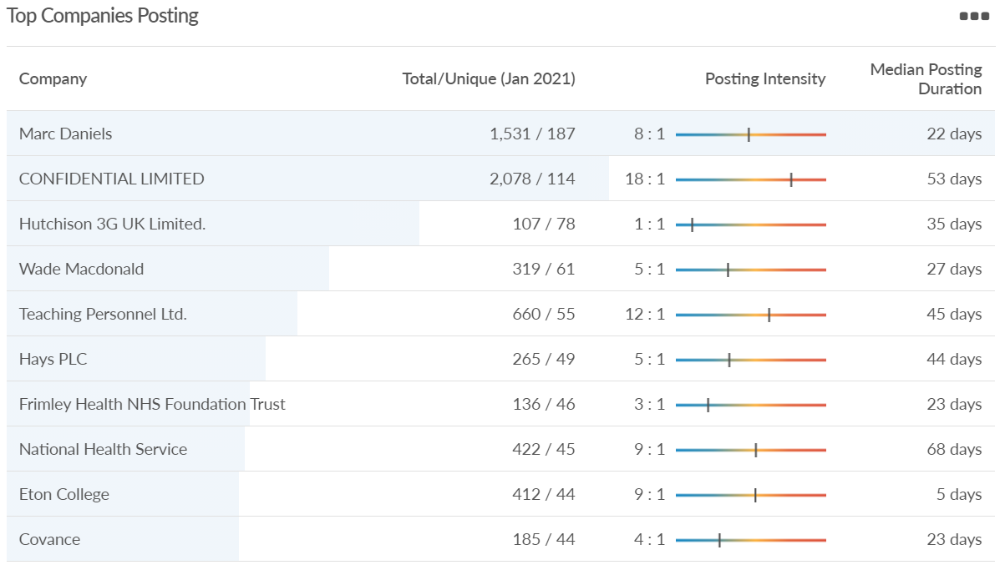 Top Companies Posting
Company Total/Unique (Jan 2021) Posting Intensity Median Posting Duration
Marc Daniels 1,531 / 187 8 : 1 22 days
CONFIDENTIAL LIMITED 2,078 / 114 18 : 1 53 days
Hutchison 3G UK Limited. 107 / 78 1 : 1 35 days
Wade Macdonald 319 / 61 5 : 1 27 days
Teaching Personnel Ltd. 660 / 55 12 : 1 45 days
Hays PLC 265 / 49 5 : 1 44 days
Frimley Health NHS Foundation Trust 136 / 46 3 : 1 23 days
National Health Service 422 / 45 9 : 1 68 days
Eton College 412 / 44 9 : 1 5 days
Covance 185 / 44 4 : 1 23 days